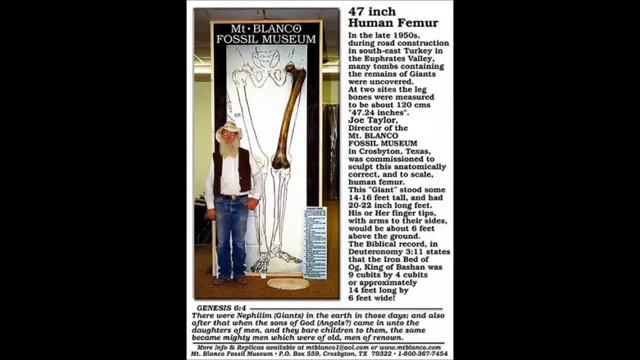 Mt • BLANCO
FOSSIL MUSEUM
47 inch
Human Femur
In the late 1950s,
during road construction
in south-east Turkey in
the Euphrates Valley,
many tombs containing
the remains of Giants
were uncovered.
At two sites the leg
bones were measured
to be about 120 cms
"47.24 inches".
Joe Taylor,
Director of the
Mt. BLANCO
FOSSIL MUSEUM
in Crosbyton, Texas,
was commissioned to
sculpt this anatomically
correct, and to scale,
human femur.
This "Giant" stood some
14-16 feet tall, and had
20-22 inch long feet.
His or Her finger tips,
with arms to their sides,
would be about 6 feet
above the ground.
The Biblical record, in
Deuteronomy 3:11 states
that the Iron Bed of
Og, King of Bashan was
9 cubits by 4 cubits
or approximately
14 feet long by
6 feet wide!
GENESIS 6:4
There were Nephilim (Giants) in the earth in those days; and also
after that when the sons of God (Angels?) came in unto the
daughters of men, and they bare children to them, the same
became mighty men which were of old, men of renown.
More Info & Replicas available at mtblanco1@aol.com or www.mtblanco.com
Mt. Blanco Fossil Museum • P.O. Box 559, Crosbyton, TX 79322 • 1-800-367-7454